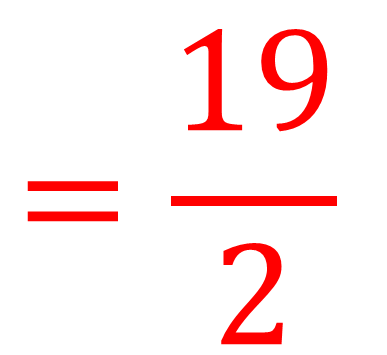 = 19/2